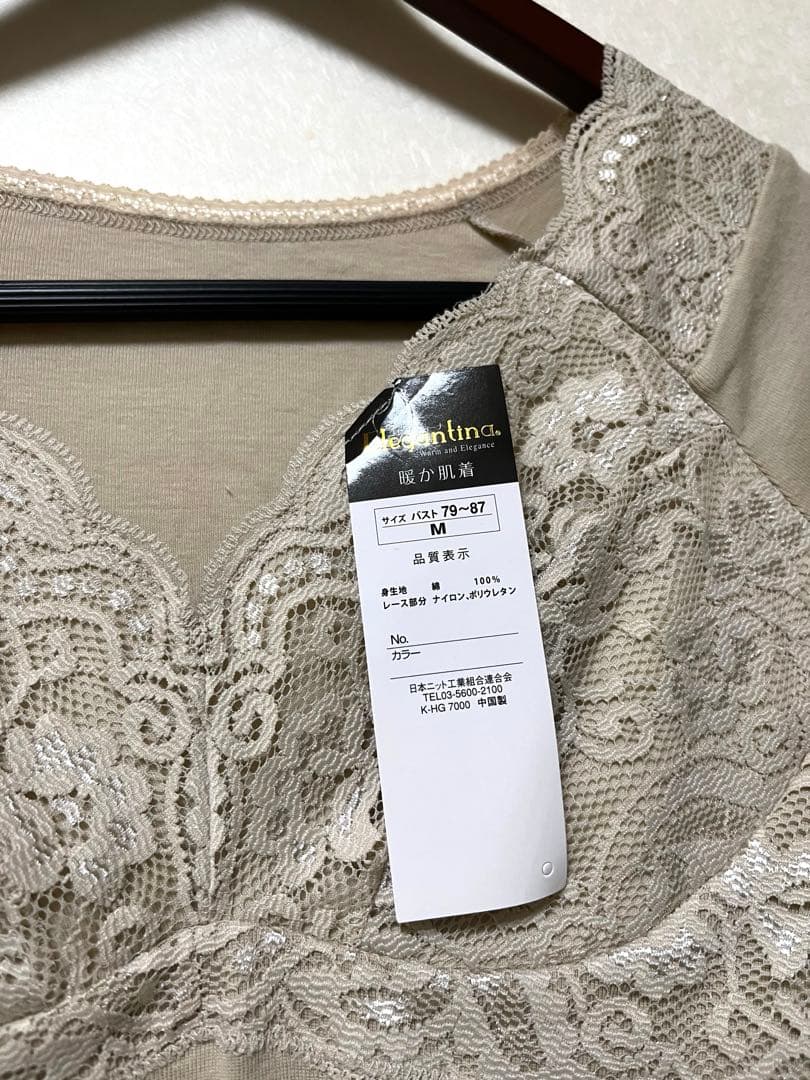 Elegantina
Warm and Elegance
暖か肌着
サイズ バスト 79〜87
M
品質表示
身生地 綿 100%
レース部分 ナイロン、ポリウレタン
No.
カラー
日本ニット工業組合連合会
TEL03-5600-2100
K-HG 7000 中国製